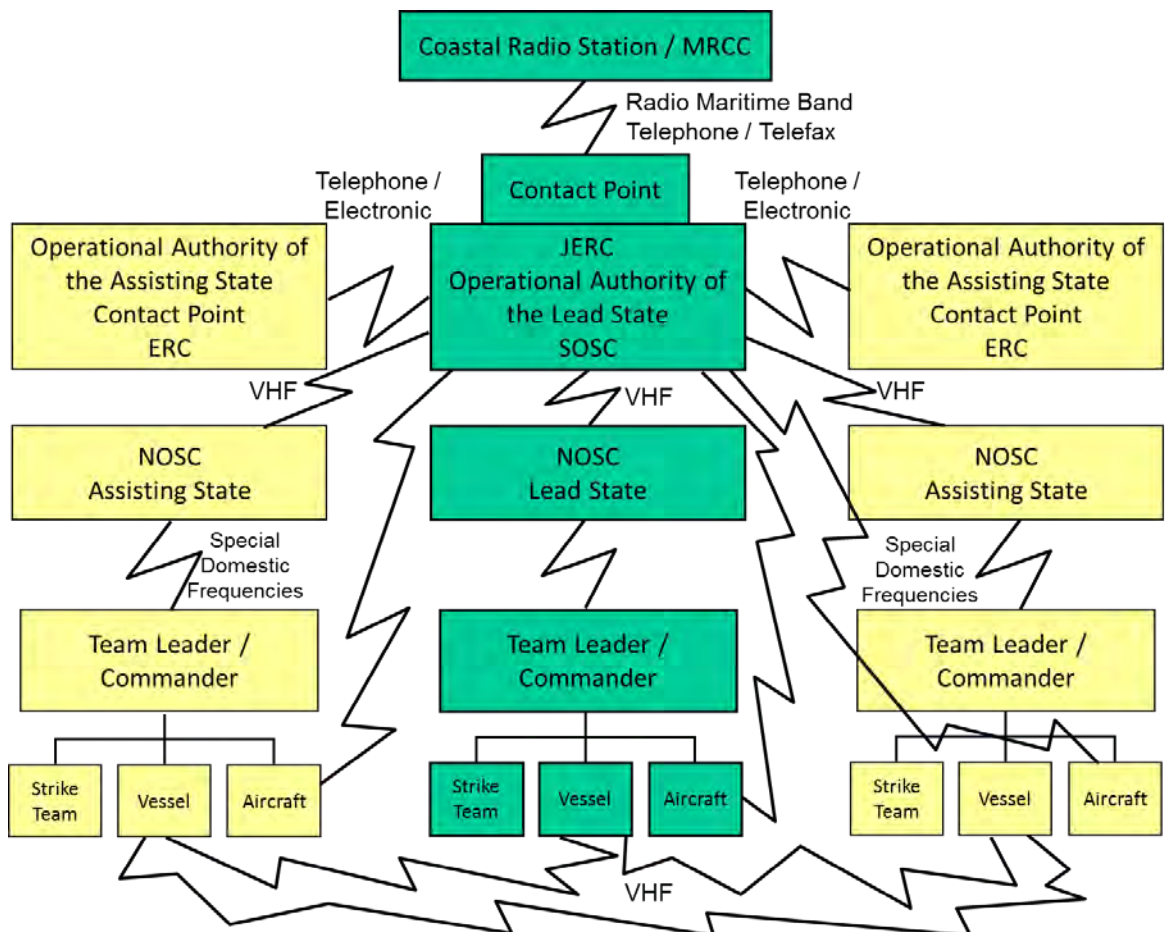 Coastal Radio Station / MRCC
Radio Maritime Band
Telephone / Telefax
Contact Point
Telephone /
Electronic
Telephone /
Electronic
Operational Authority of
the Assisting State
Contact Point
ERC
JERC
Operational Authority of
the Lead State
SOSC
Operational Authority of
the Assisting State
Contact Point
ERC
VHF
VHF
VHF
NOSC
Assisting State
NOSC
Lead State
NOSC
Assisting State
Special
Domestic
Frequencies
Special
Domestic
Frequencies
Team Leader /
Commander
Team Leader /
Commander
Team Leader /
Commander
Strike
Team
Vessel
Aircraft
Strike
Team
Vessel
Aircraft
Strike
Team
Vessel
Aircraft
VHF